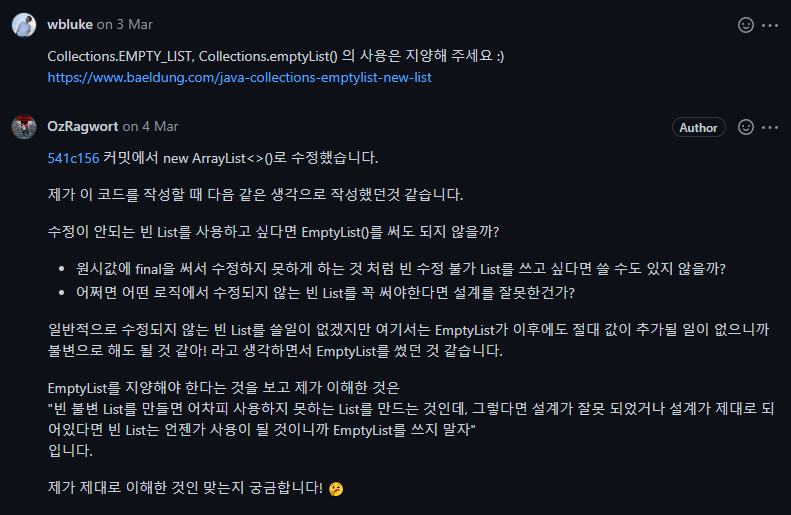 wbluke on 3 Mar
Collections.EMPTY_LIST, Collections.emptyList() 의 사용은 지양해 주세요 :)
https://www.baeldung.com/java-collections-emptylist-new-list
OzRagwort on 4 Mar
Author
541c156 커밋에서 new ArrayList<>()로 수정했습니다.
제가 이 코드를 작성할 때 다음 같은 생각으로 작성했던것 같습니다.
수정이 안되는 빈 List를 사용하고 싶다면 EmptyList()를 써도 되지 않을까?
• 원시값에 final을 써서 수정하지 못하게 하는 것 처럼 빈 수정 불가 List를 쓰고 싶다면 쓸 수도 있지 않을까?
• 어쩌면 어떤 로직에서 수정되지 않는 빈 List를 꼭 써야한다면 설계를 잘못한건가?
일반적으로 수정되지 않는 빈 List를 쓸일이 없겠지만 여기서는 EmptyList가 이후에도 절대 값이 추가될 일이 없으니까
불변으로 해도 될 것 같아! 라고 생각하면서 EmptyList를 썼던 것 같습니다.
EmptyList를 지양해야 한다는 것을 보고 제가 이해한 것은
"빈 불변 List를 만들면 어차피 사용하지 못하는 List를 만드는 것인데, 그렇다면 설계가 잘못 되었거나 설계가 제대로 되
어있다면 빈 List는 언젠가 사용이 될 것이니까 EmptyList를 쓰지 말자"
입니다.
제가 제대로 이해한 것인 맞는지 궁금합니다! 🤔